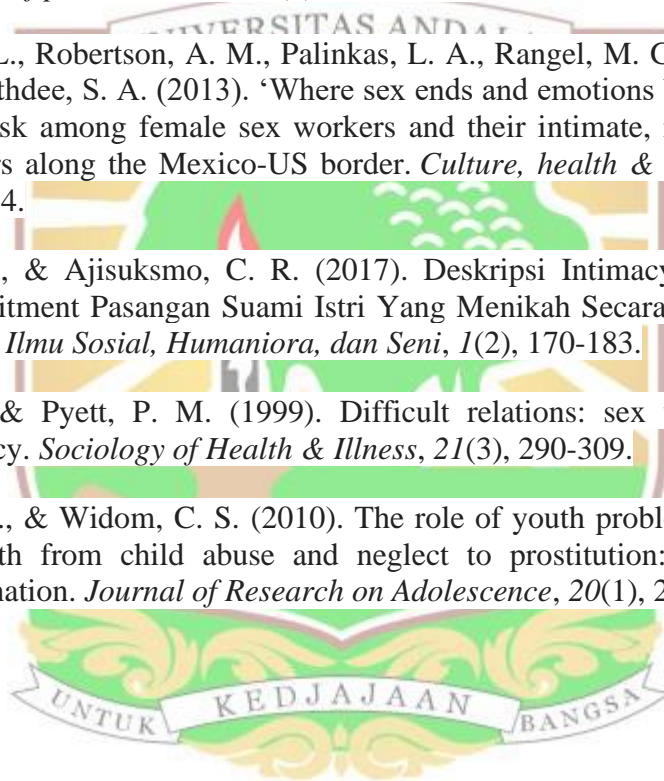 UNIVERSITAS ANDALAS
L., Robertson, A. M., Palinkas, L. A., Rangel, M. G
thdee, S. A. (2013). ‘Where sex ends and emotions
sk among female sex workers and their intimate,
rs along the Mexico-US border. Culture, health &
4.
., & Ajisuksmo, C. R. (2017). Deskripsi Intimacy
itment Pasangan Suami Istri Yang Menikah Secara
Ilmu Sosial, Humaniora, dan Seni, 1(2), 170-183.
& Pyett, P. M. (1999). Difficult relations: sex
cy. Sociology of Health & Illness, 21(3), 290-309.
., & Widom, C. S. (2010). The role of youth proble
th from child abuse and neglect to prostitution:
nation. Journal of Research on Adolescence, 20(1), 2
UNTUK KEDJAJAAN BANGSA